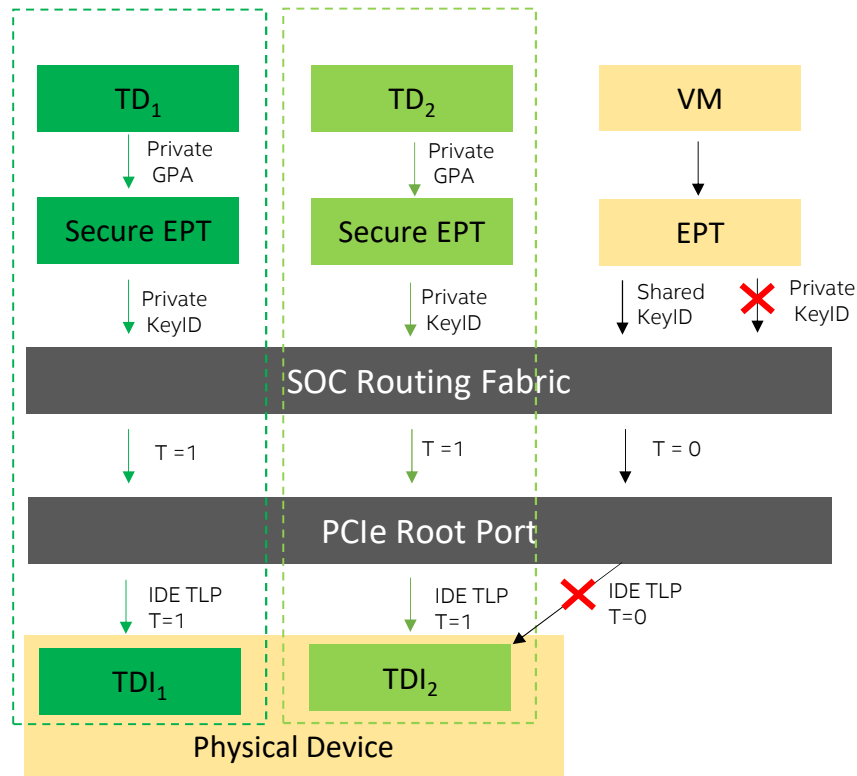 TD1
TD2
VM
Private
GPA
Private
GPA
Secure EPT
Secure EPT
EPT
Private
KeyID
Private
KeyID
Shared
KeyID
Private
KeyID
SOC Routing Fabric
T =1
T =1
T = 0
PCIe Root Port
IDE TLP
T=1
IDE TLP
T=1
IDE TLP
T=0
TDI1
TDI2
Physical Device